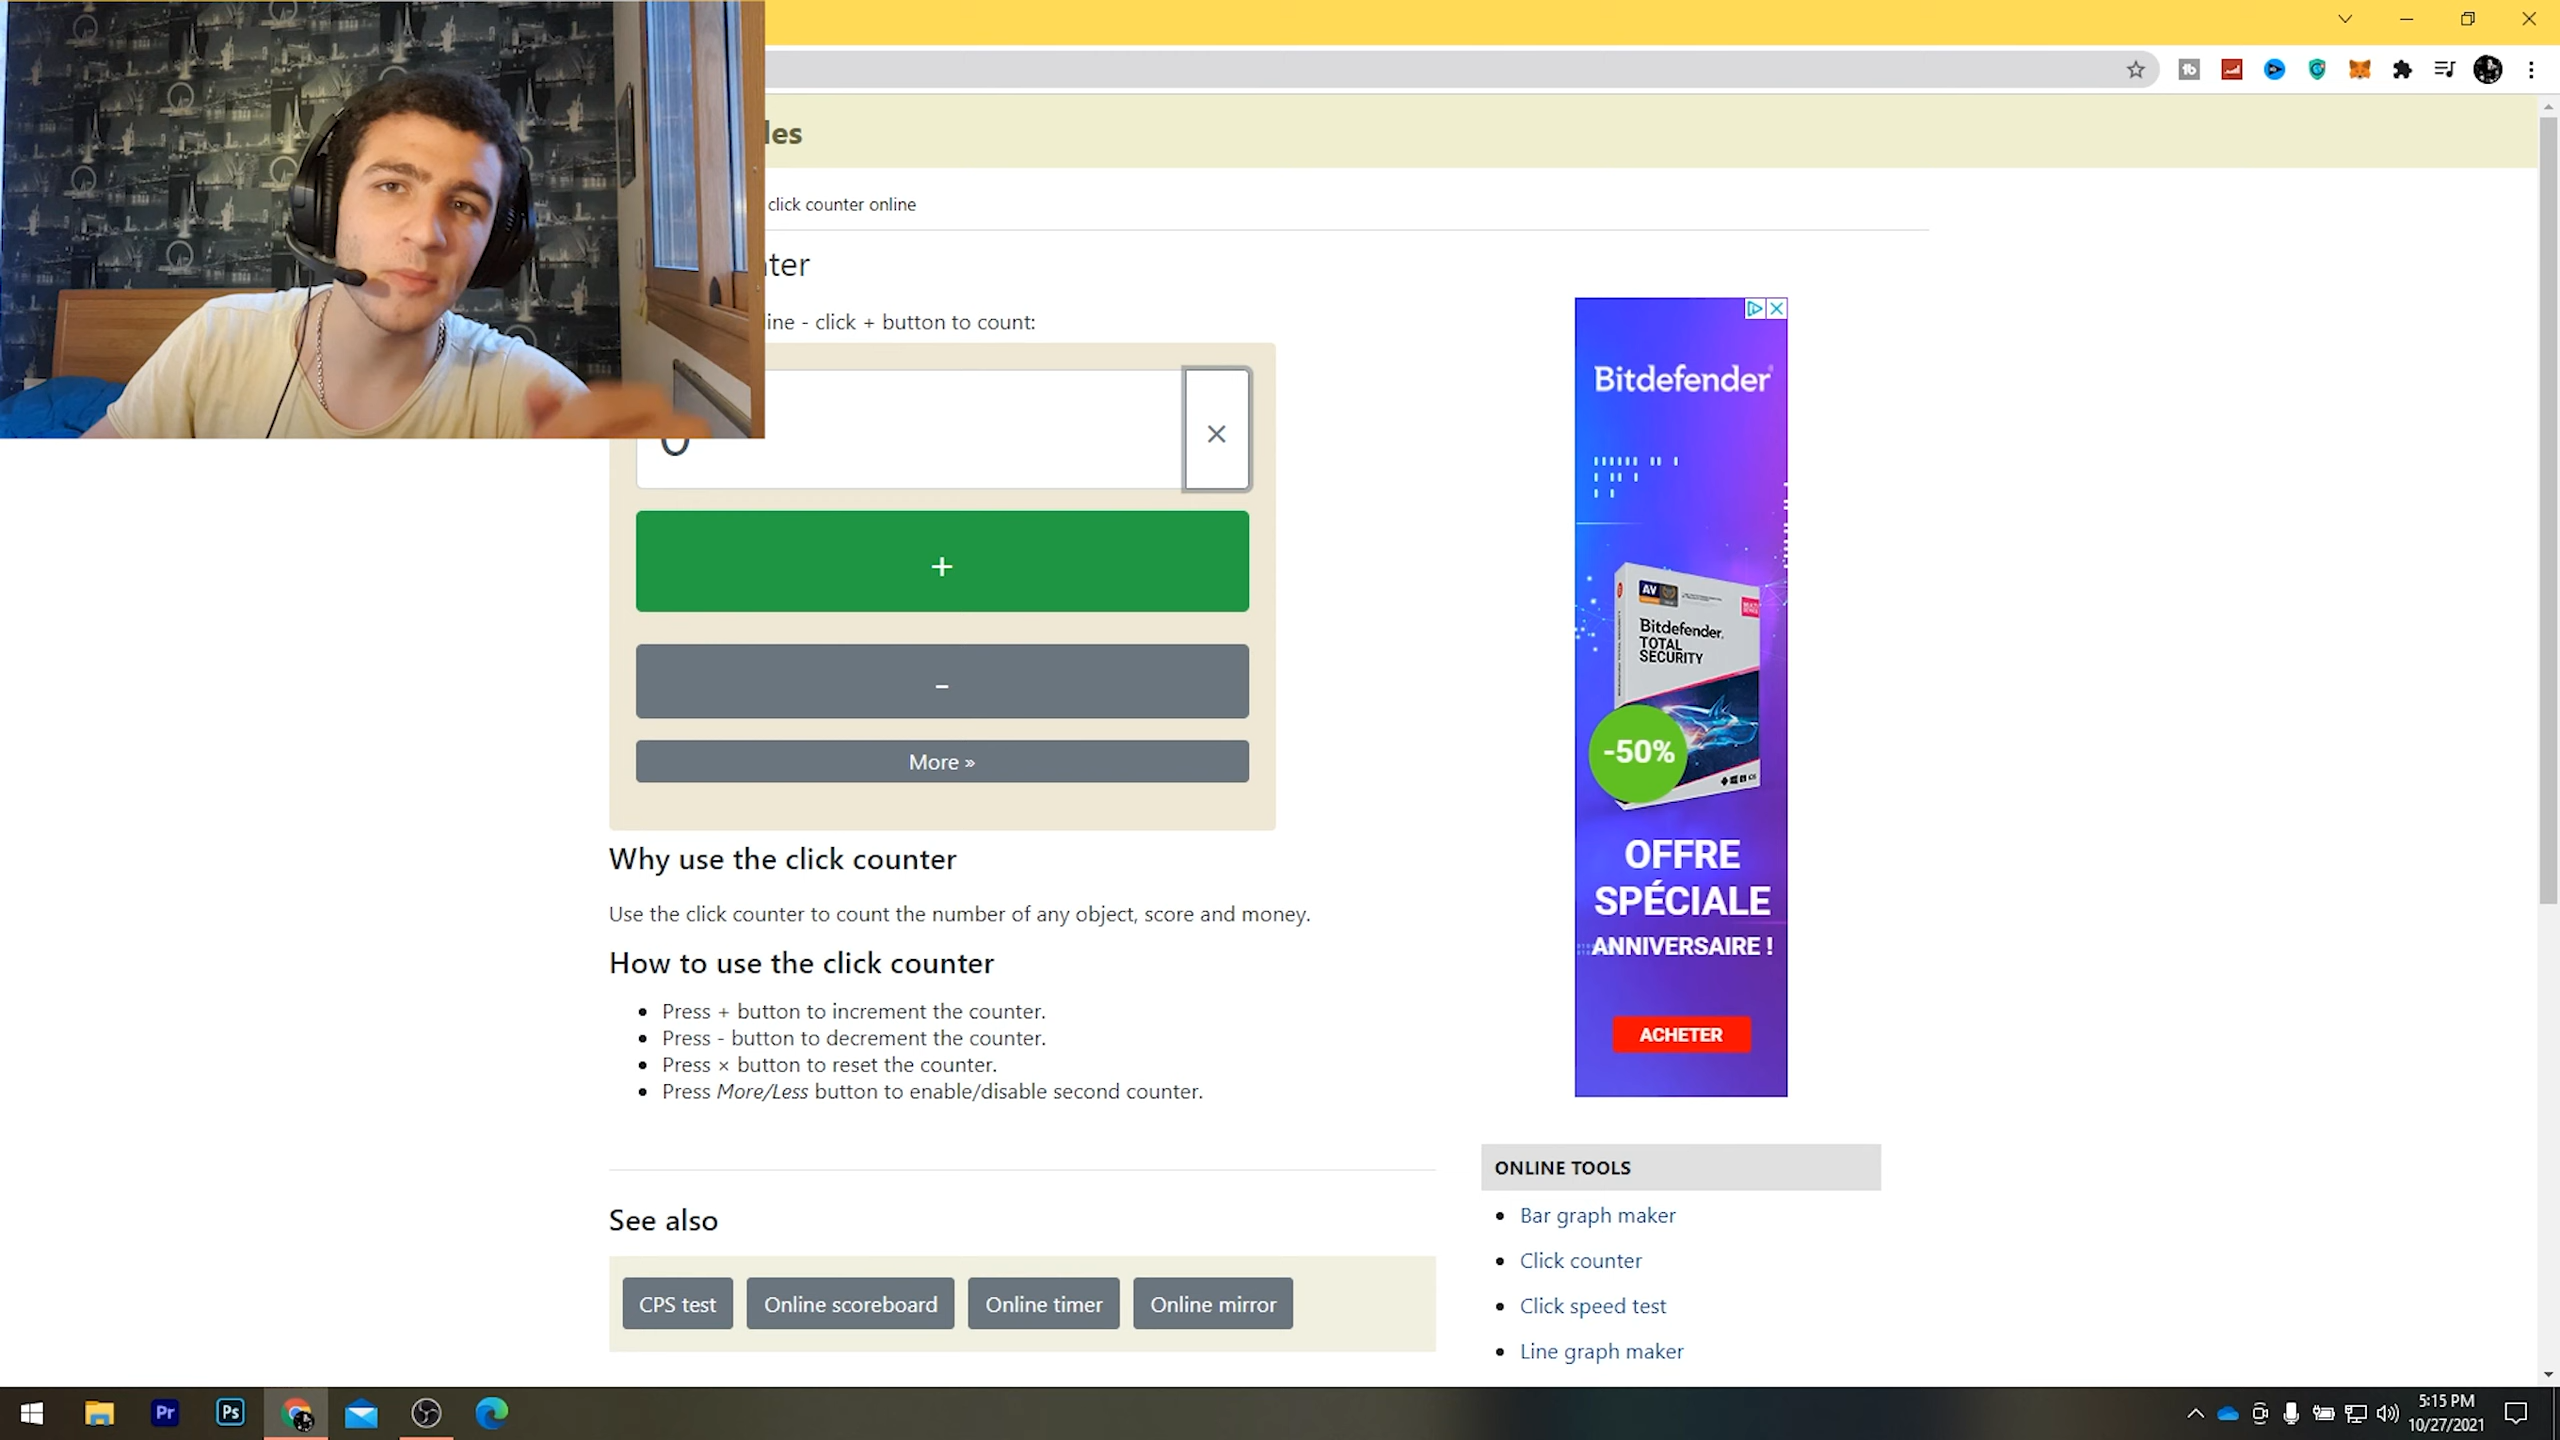 les
click counter online
nter
ine - click + button to count:
0
×
+
-
More »
Why use the click counter
Use the click counter to count the number of any object, score and money.
How to use the click counter
Press + button to increment the counter.
Press - button to decrement the counter.
Press × button to reset the counter.
Press More/Less button to enable/disable second counter.
See also
CPS test
Online scoreboard
Online timer
Online mirror
Bitdefender
AV
Bitdefender
TOTAL
SECURITY
-50%
OFFRE
SPÉCIALE
ANNIVERSAIRE !
ACHETER
ONLINE TOOLS
Bar graph maker
Click counter
Click speed test
Line graph maker
Pr
Ps
5:15 PM
10/27/2021